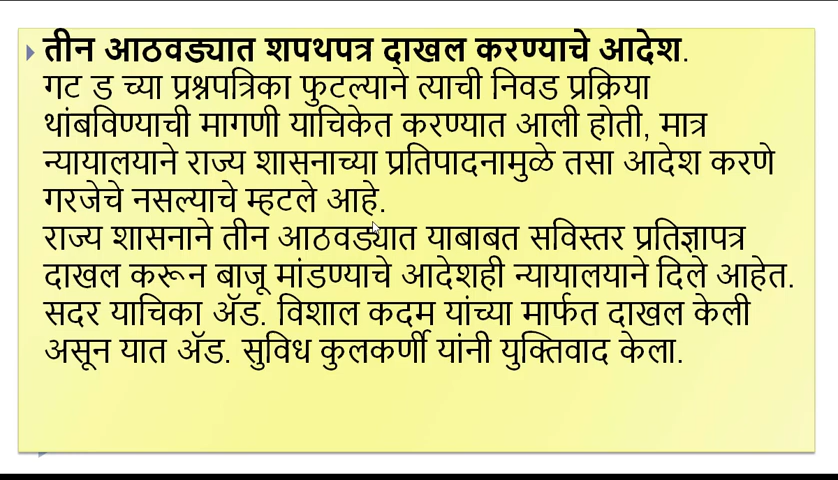 तीन आठवड्यात शपथपत्र दाखल करण्याचे आदेश.
गट ड च्या प्रश्नपत्रिका फुटल्याने त्याची निवड प्रक्रिया
थांबविण्याची मागणी याचिकेत करण्यात आली होती, मात्र
न्यायालयाने राज्य शासनाच्या प्रतिपादनामुळे तसा आदेश करणे
गरजेचे नसल्याचे म्हटले आहे.
राज्य शासनाने तीन आठवड्यात याबाबत सविस्तर प्रतिज्ञापत्र
दाखल करून बाजू मांडण्याचे आदेशही न्यायालयाने दिले आहेत.
सदर याचिका ॲड. विशाल कदम यांच्या मार्फत दाखल केली
असून यात ॲड. सुविध कुलकर्णी यांनी युक्तिवाद केला.